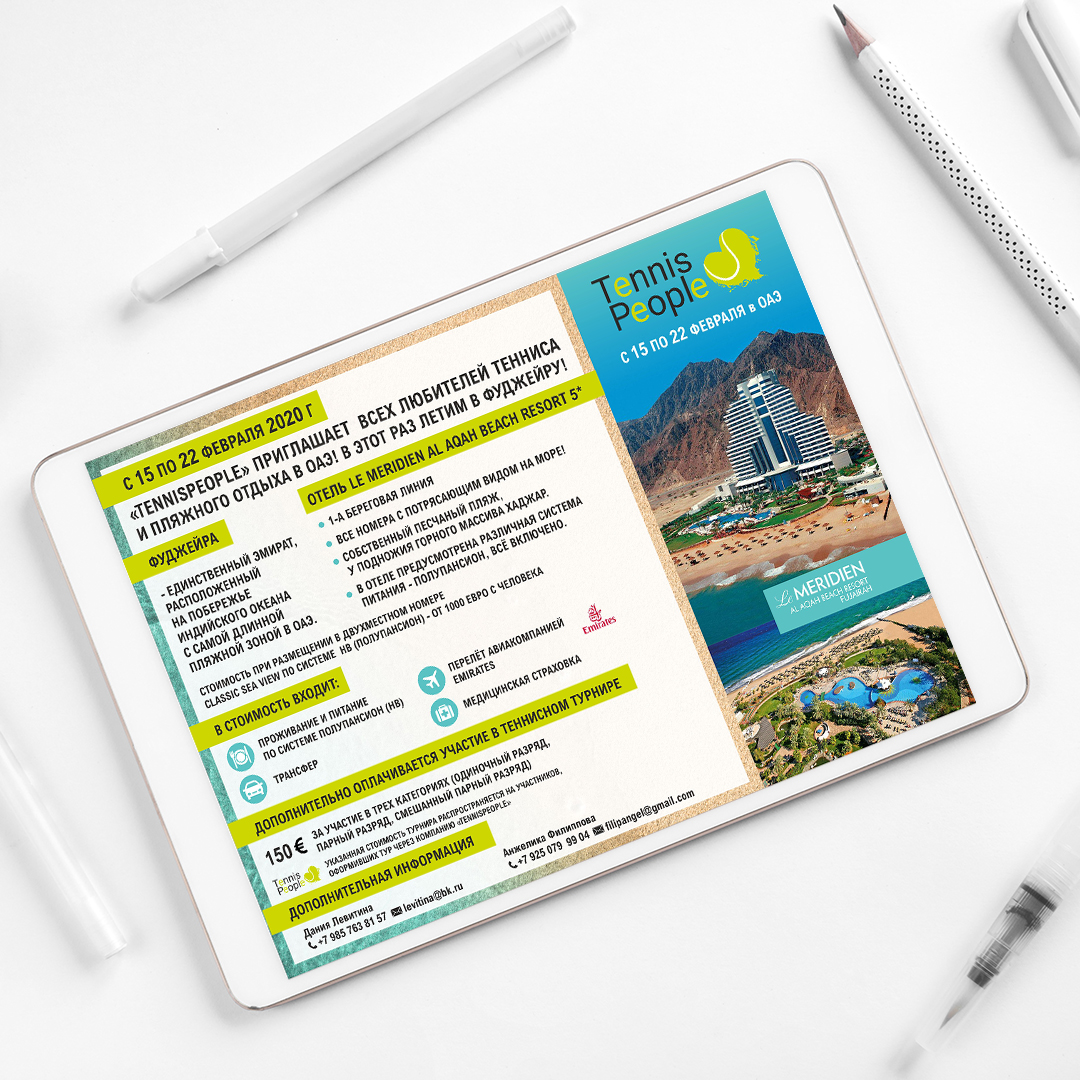 С 15 ПО 22 ФЕВРАЛЯ 2020 г
«TENNISPEOPLE» ПРИГЛАШАЕТ ВСЕХ ЛЮБИТЕЛЕЙ ТЕННИСА
И ПЛЯЖНОГО ОТДЫХА В ОАЭ! В ЭТОТ РАЗ ЛЕТИМ В ФУДЖЕЙРУ!
ФУДЖЕЙРА
- ЕДИНСТВЕННЫЙ ЭМИРАТ,
РАСПОЛОЖЕННЫЙ
НА ПОБЕРЕЖЬЕ
ИНДИЙСКОГО ОКЕАНА
С САМОЙ ДЛИННОЙ
ПЛЯЖНОЙ ЗОНОЙ В ОАЭ.
ОТЕЛЬ LE MERIDIEN AL AQAH BEACH RESORT 5*
1-А БЕРЕГОВАЯ ЛИНИЯ
ВСЕ НОМЕРА С ПОТРЯСАЮЩИМ ВИДОМ НА МОРЕ!
СОБСТВЕННЫЙ ПЕСЧАНЫЙ ПЛЯЖ,
У ПОДНОЖИЯ ГОРНОГО МАССИВА ХАДЖАР.
В ОТЕЛЕ ПРЕДУСМОТРЕНА РАЗЛИЧНАЯ СИСТЕМА
ПИТАНИЯ - ПОЛУПАНСИОН, ВСЁ ВКЛЮЧЕНО.
СТОИМОСТЬ ПРИ РАЗМЕЩЕНИИ В ДВУХМЕСТНОМ НОМЕРЕ
CLASSIC SEA VIEW ПО СИСТЕМЕ HB (ПОЛУПАНСИОН) - ОТ 1000 ЕВРО С ЧЕЛОВЕКА
В СТОИМОСТЬ ВХОДИТ:
ПРОЖИВАНИЕ И ПИТАНИЕ
ПО СИСТЕМЕ ПОЛУПАНСИОН (HB)
ТРАНСФЕР
ПЕРЕЛЁТ АВИАКОМПАНИЕЙ
EMIRATES
МЕДИЦИНСКАЯ СТРАХОВКА
Emirates
ДОПОЛНИТЕЛЬНО ОПЛАЧИВАЕТСЯ УЧАСТИЕ В ТЕННИСНОМ ТУРНИРЕ
150 € ЗА УЧАСТИЕ В ТРЕХ КАТЕГОРИЯХ (ОДИНОЧНЫЙ РАЗРЯД,
ПАРНЫЙ РАЗРЯД, СМЕШАННЫЙ ПАРНЫЙ РАЗРЯД)
Tennis
People
УКАЗАННАЯ СТОИМОСТЬ ТУРНИРА РАСПРОСТРАНЯЕТСЯ НА УЧАСТНИКОВ,
ОФОРМИВШИХ ТУР ЧЕРЕЗ КОМПАНИЮ «TENNISPEOPLE»
ДОПОЛНИТЕЛЬНАЯ ИНФОРМАЦИЯ
Дания Левитина
+7 985 763 81 57 levitina@bk.ru
Анжелика Филиппова
+7 925 079 99 04 filipangel@gmail.com
Tennis
People
С 15 ПО 22 ФЕВРАЛЯ в ОАЭ
Le MERIDIEN
AL AQAH BEACH RESORT
FUJAIRAH